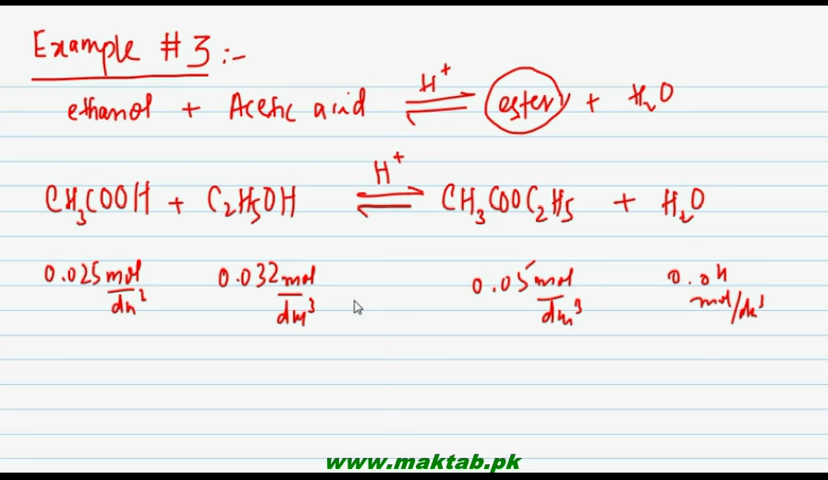 Example #3:-
ethanol + Acetic acid ⇌ H⁺ ester + H₂O
CH₃COOH + C₂H₅OH ⇌ H⁺ CH₃COOC₂H₅ + H₂O
0.025 mol/dm³ 0.032 mol/dm³ 0.05 mol/dm³ 0.04 mol/dm³
www.maktab.pk